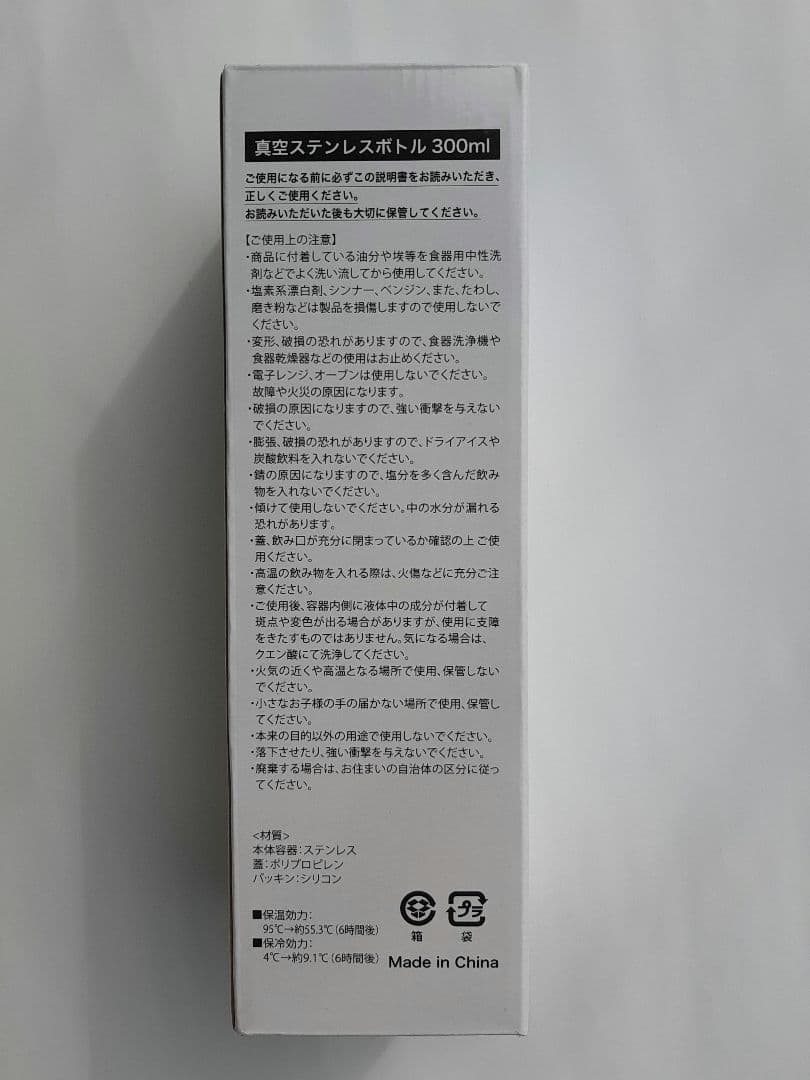 真空ステンレスボトル 300ml
ご使用になる前に必ずこの説明書をお読みいただき、
正しくご使用ください。
お読みいただいた後も大切に保管してください。
【ご使用上の注意】
・商品に付着している油分や埃等を食器用中性洗
剤などでよく洗い流してから使用してください。
・塩素系漂白剤、シンナー、ベンジン、また、たわし、
磨き粉などは製品を損傷しますので使用しないで
ください。
・変形、破損の恐れがありますので、食器洗浄機や
食器乾燥器などの使用はお止めください。
・電子レンジ、オーブンは使用しないでください。
故障や火災の原因になります。
・破損の原因になりますので、強い衝撃を与えない
でください。
・膨張、破損の恐れがありますので、ドライアイスや
炭酸飲料を入れないでください。
・錆の原因になりますので、塩分を多く含んだ飲み
物を入れないでください。
・傾けて使用しないでください。中の水分が漏れる
恐れがあります。
・蓋、飲み口が充分に閉まっているか確認の上ご使
用ください。
・高温の飲み物を入れる際は、火傷などに充分ご注
意ください。
・ご使用後、容器内側に液体中の成分が付着して
斑点や変色が出る場合がありますが、使用に支障
をきたすものではありません。気になる場合は、
クエン酸にて洗浄してください。
・火気の近くや高温となる場所で使用、保管しない
でください。
・小さなお子様の手の届かない場所で使用、保管し
てください。
・本来の目的以外の用途で使用しないでください。
・落下させたり、強い衝撃を与えないでください。
・廃棄する場合は、お住まいの自治体の区分に従っ
てください。
<材質>
本体容器：ステンレス
蓋：ポリプロピレン
パッキン：シリコン
■保温効力：
95℃→約55.3℃(6時間後)
■保冷効力：
4℃→約9.1℃(6時間後)
プラ
箱 袋
Made in China